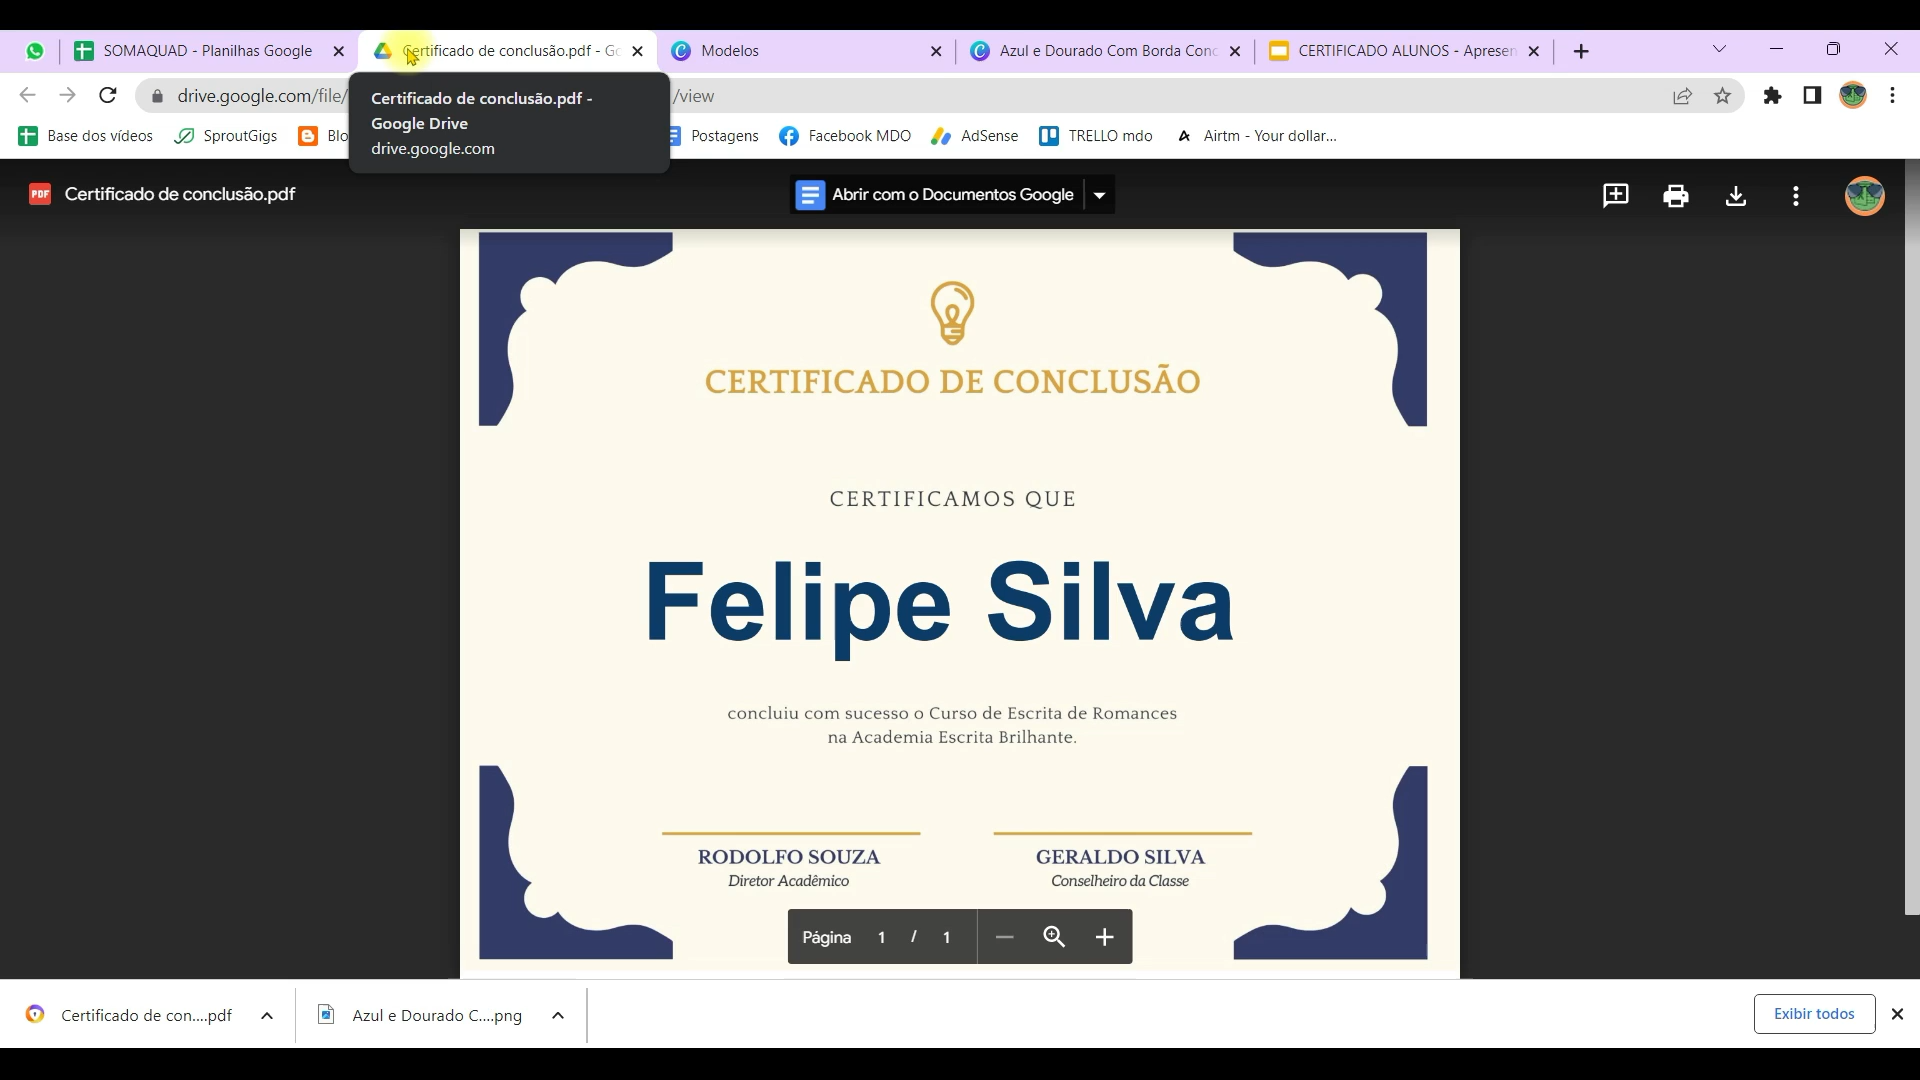 SOMAQUAD - Planilhas Google
Certificado de conclusão.pdf - Go
Modelos
Azul e Dourado Com Borda Conc
CERTIFICADO ALUNOS - Apresen
drive.google.com/file/
/view
Certificado de conclusão.pdf -
Google Drive
drive.google.com
Base dos vídeos
SproutGigs
Blo
Postagens
Facebook MDO
AdSense
TRELLO mdo
Airtm - Your dollar...
PDF
Certificado de conclusão.pdf
Abrir com o Documentos Google
CERTIFICADO DE CONCLUSÃO
CERTIFICAMOS QUE
Felipe Silva
concluiu com sucesso o Curso de Escrita de Romances
na Academia Escrita Brilhante.
RODOLFO SOUZA
Diretor Acadêmico
GERALDO SILVA
Conselheiro da Classe
Página 1 / 1
Certificado de con....pdf
Azul e Dourado C....png
Exibir todos